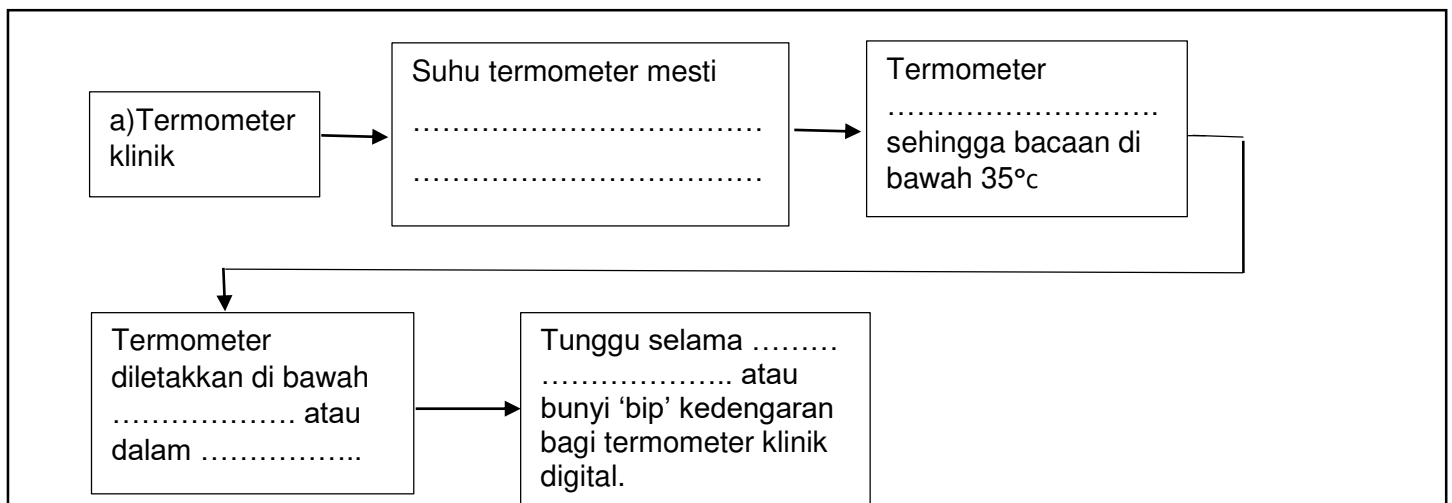 a)Termometer
klinik
Suhu termometer mesti
………………………………
………………………………
Termometer
……………………….
sehingga bacaan di
bawah 35°c
Termometer
diletakkan di bawah
………………. atau
dalam ……………..
Tunggu selama ………
……………….. atau
bunyi ‘bip’ kedengaran
bagi termometer klinik
digital.